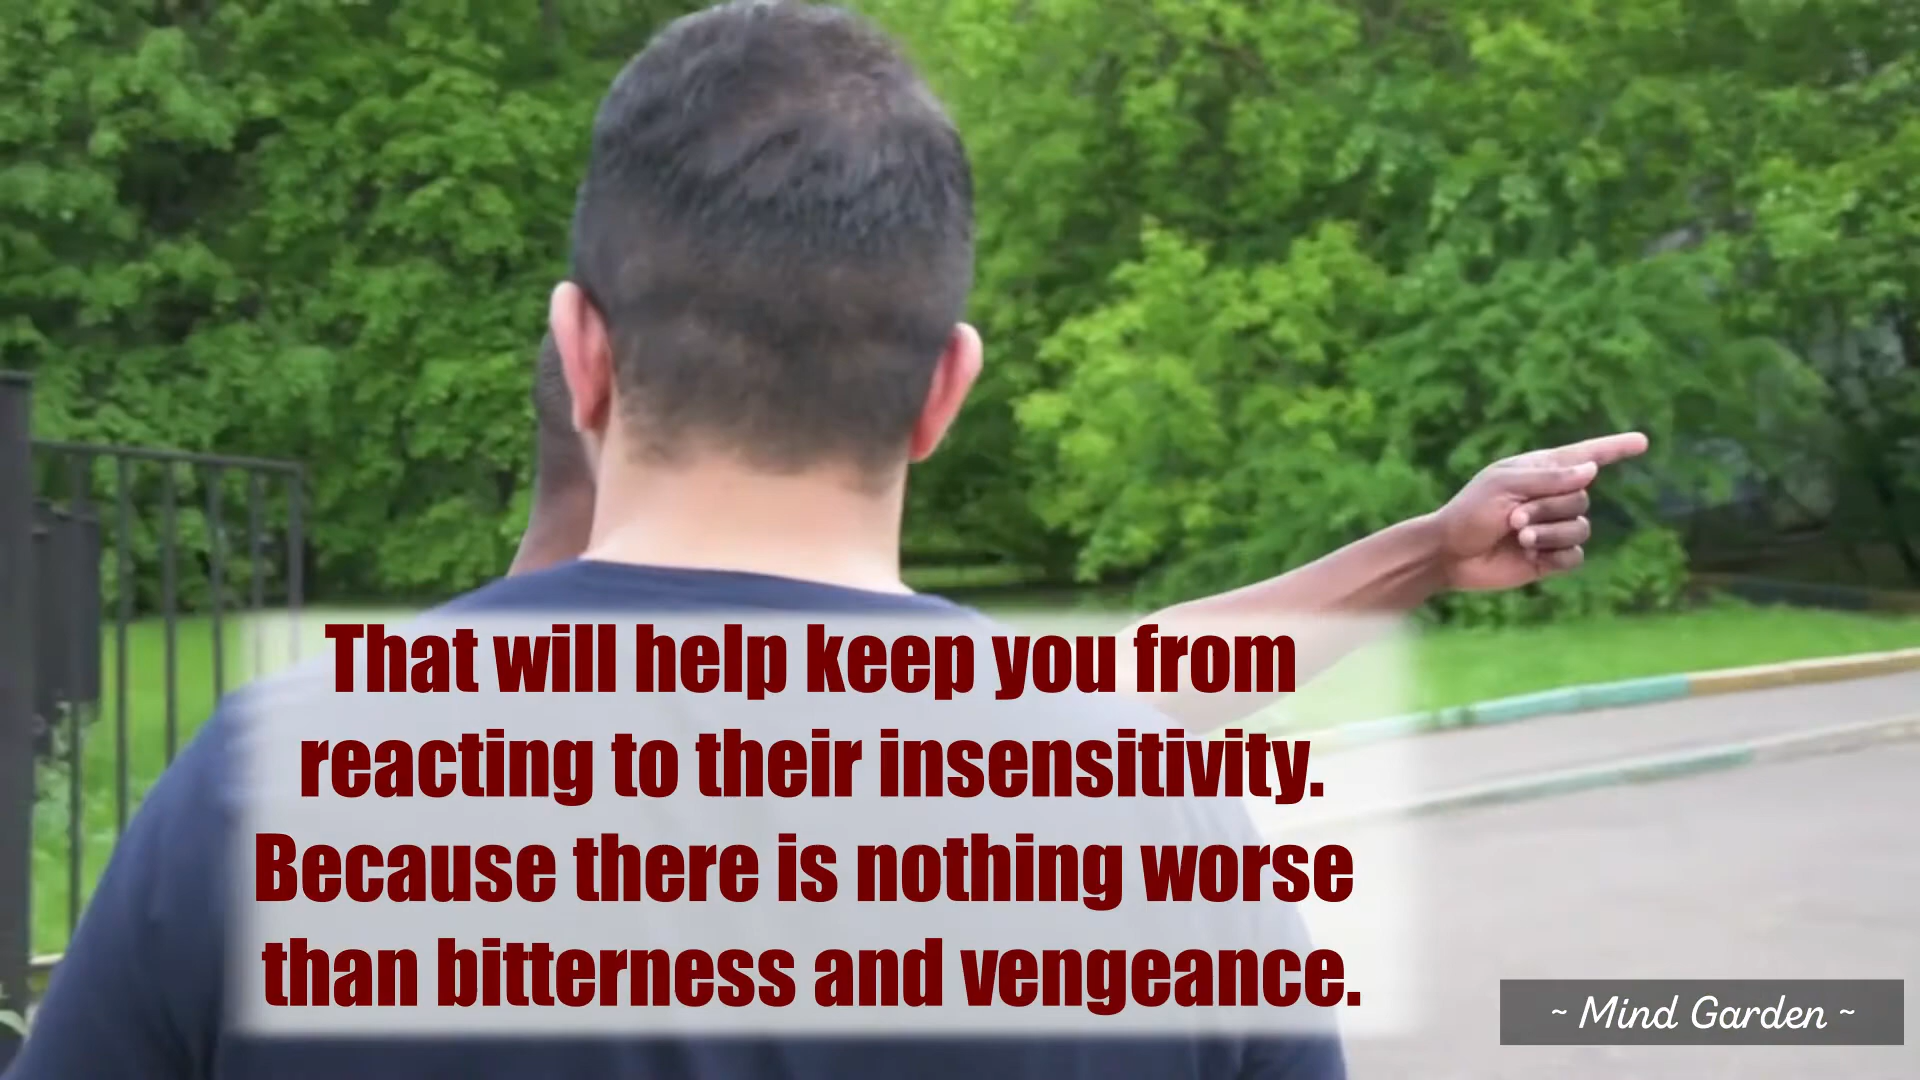 That will help keep you from
reacting to their insensitivity.
Because there is nothing worse
than bitterness and vengeance.
~ Mind Garden ~